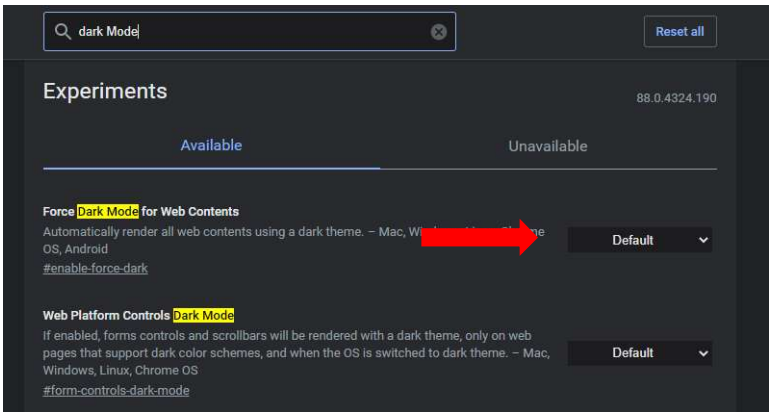 dark Mode
Reset all
Experiments
88.0.4324.190
Available
Unavailable
Force Dark Mode for Web Contents
Automatically render all web contents using a dark theme. – Mac,
OS, Android
Default
#enable-force-dark
Web Platform Controls Dark Mode
If enabled, forms controls and scrollbars will be rendered with a dark theme, only on web
pages that support dark color schemes, and when the OS is switched to dark theme. – Mac,
Windows, Linux, Chrome OS
Default
#form-controls-dark-mode